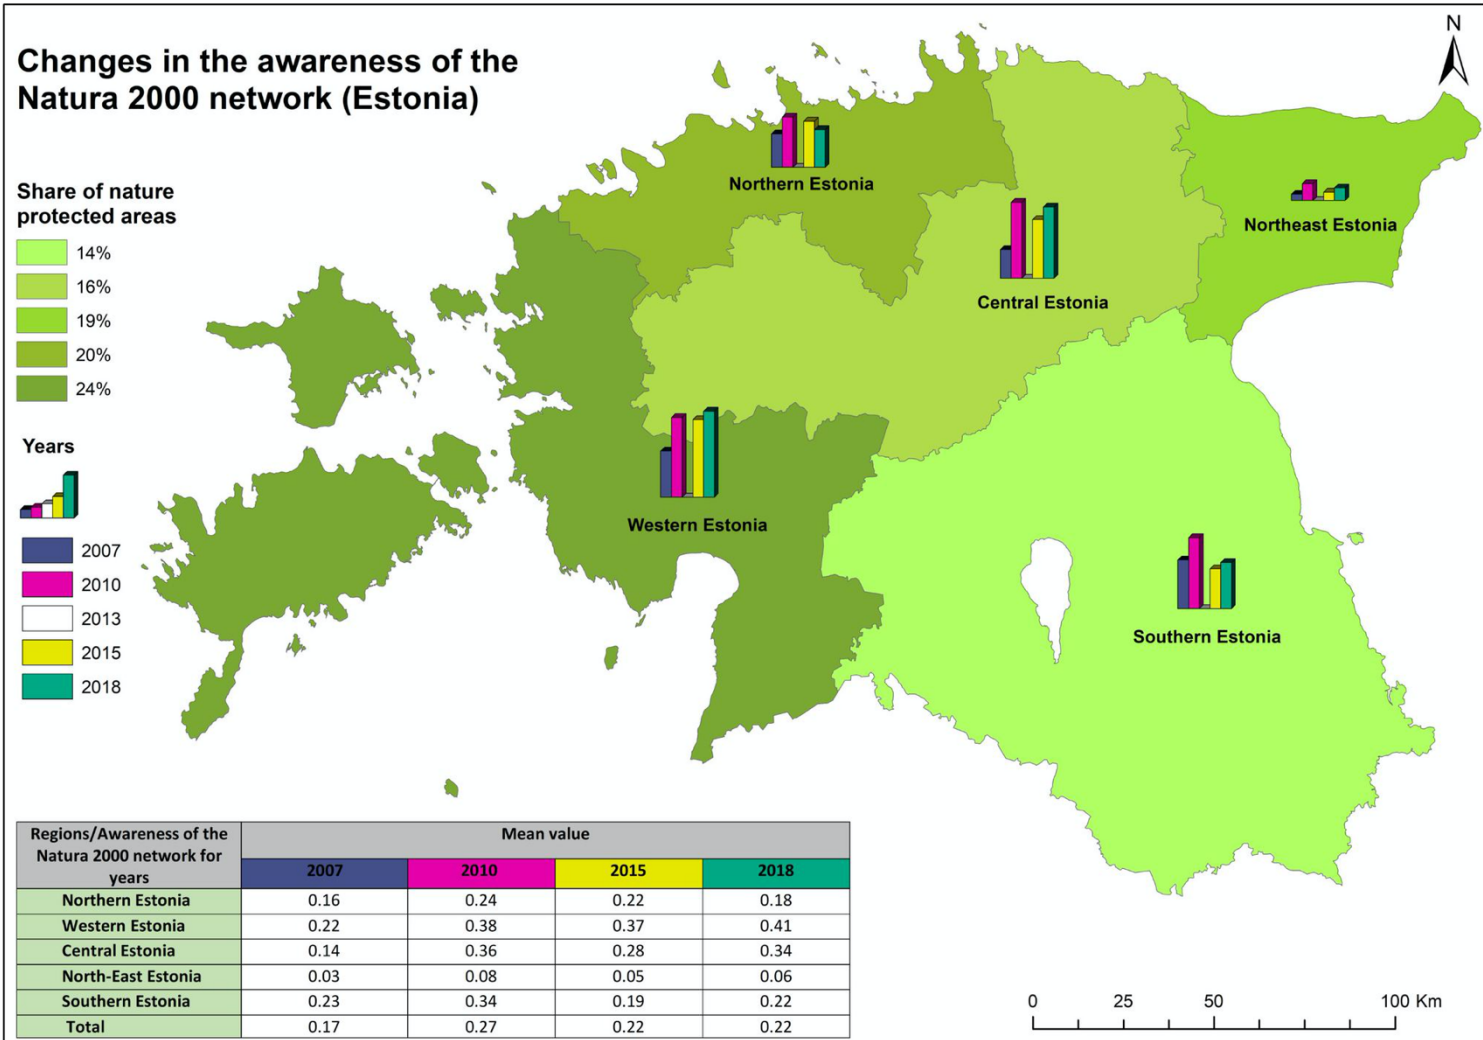 Changes in the awareness of the
Natura 2000 network (Estonia)
N
Share of nature
protected areas
14%
16%
19%
20%
24%
Years
2007
2010
2013
2015
2018
Northern Estonia
Northeast Estonia
Central Estonia
Western Estonia
Southern Estonia
Regions/Awareness of the Natura 2000 network for years Mean value
2007 2010 2015 2018
Northern Estonia 0.16 0.24 0.22 0.18
Western Estonia 0.22 0.38 0.37 0.41
Central Estonia 0.14 0.36 0.28 0.34
North-East Estonia 0.03 0.08 0.05 0.06
Southern Estonia 0.23 0.34 0.19 0.22
Total 0.17 0.27 0.22 0.22
0 25 50 100 Km